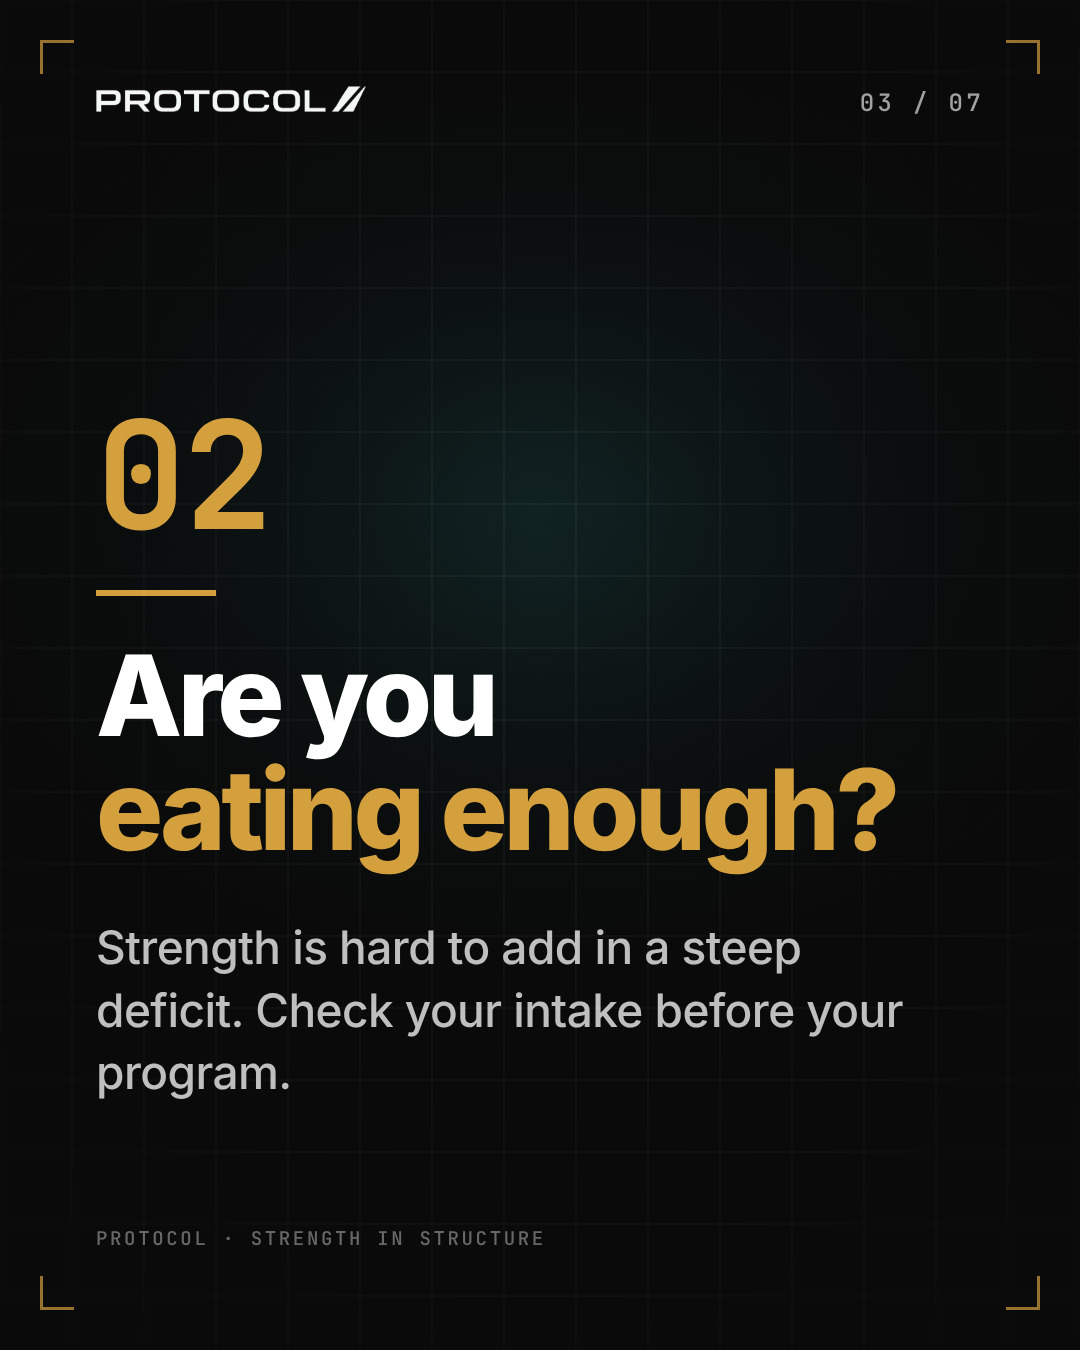 PROTOCOL
03 / 07
02
Are you
eating enough?
Strength is hard to add in a steep
deficit. Check your intake before your
program.
PROTOCOL · STRENGTH IN STRUCTURE